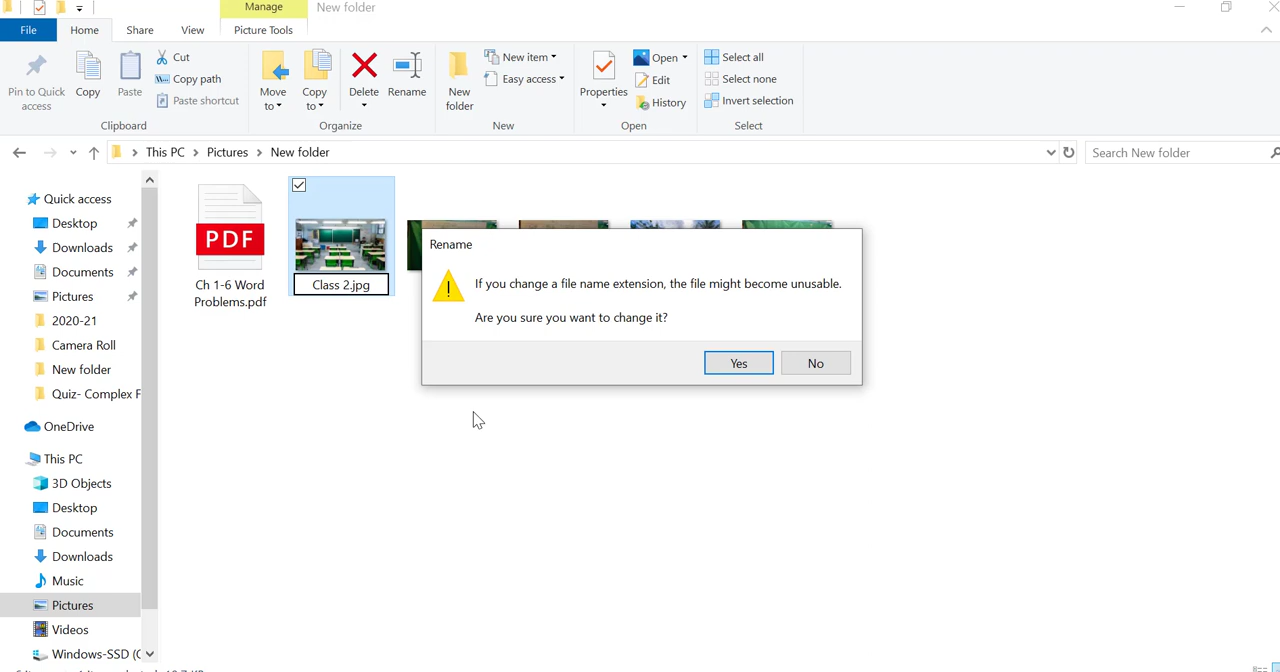 Manage
New folder
File
Home
Share
View
Picture Tools
Pin to Quick access
Copy
Paste
Cut
Copy path
Paste shortcut
Clipboard
Move to
Copy to
Delete
Rename
Organize
New folder
New item
Easy access
New
Properties
Open
Edit
History
Open
Select all
Select none
Invert selection
Select
This PC
Pictures
New folder
Search New folder
Quick access
Desktop
Downloads
Documents
Pictures
2020-21
Camera Roll
New folder
Quiz- Complex F
OneDrive
This PC
3D Objects
Desktop
Documents
Downloads
Music
Pictures
Videos
Windows-SSD (C
PDF
Ch 1-6 Word
Problems.pdf
Class 2.jpg
Rename
If you change a file name extension, the file might become unusable.
Are you sure you want to change it?
Yes
No